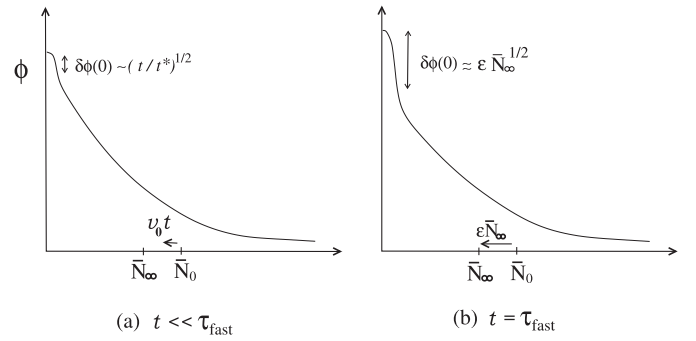 ϕ
δϕ(0) ~ (t/t*)^1/2
v₀t
N̄∞ N̄₀
(a) t << τfast
δϕ(0) ≈ ε N̄∞^1/2
εN̄∞
N̄∞ N̄₀
(b) t = τfast